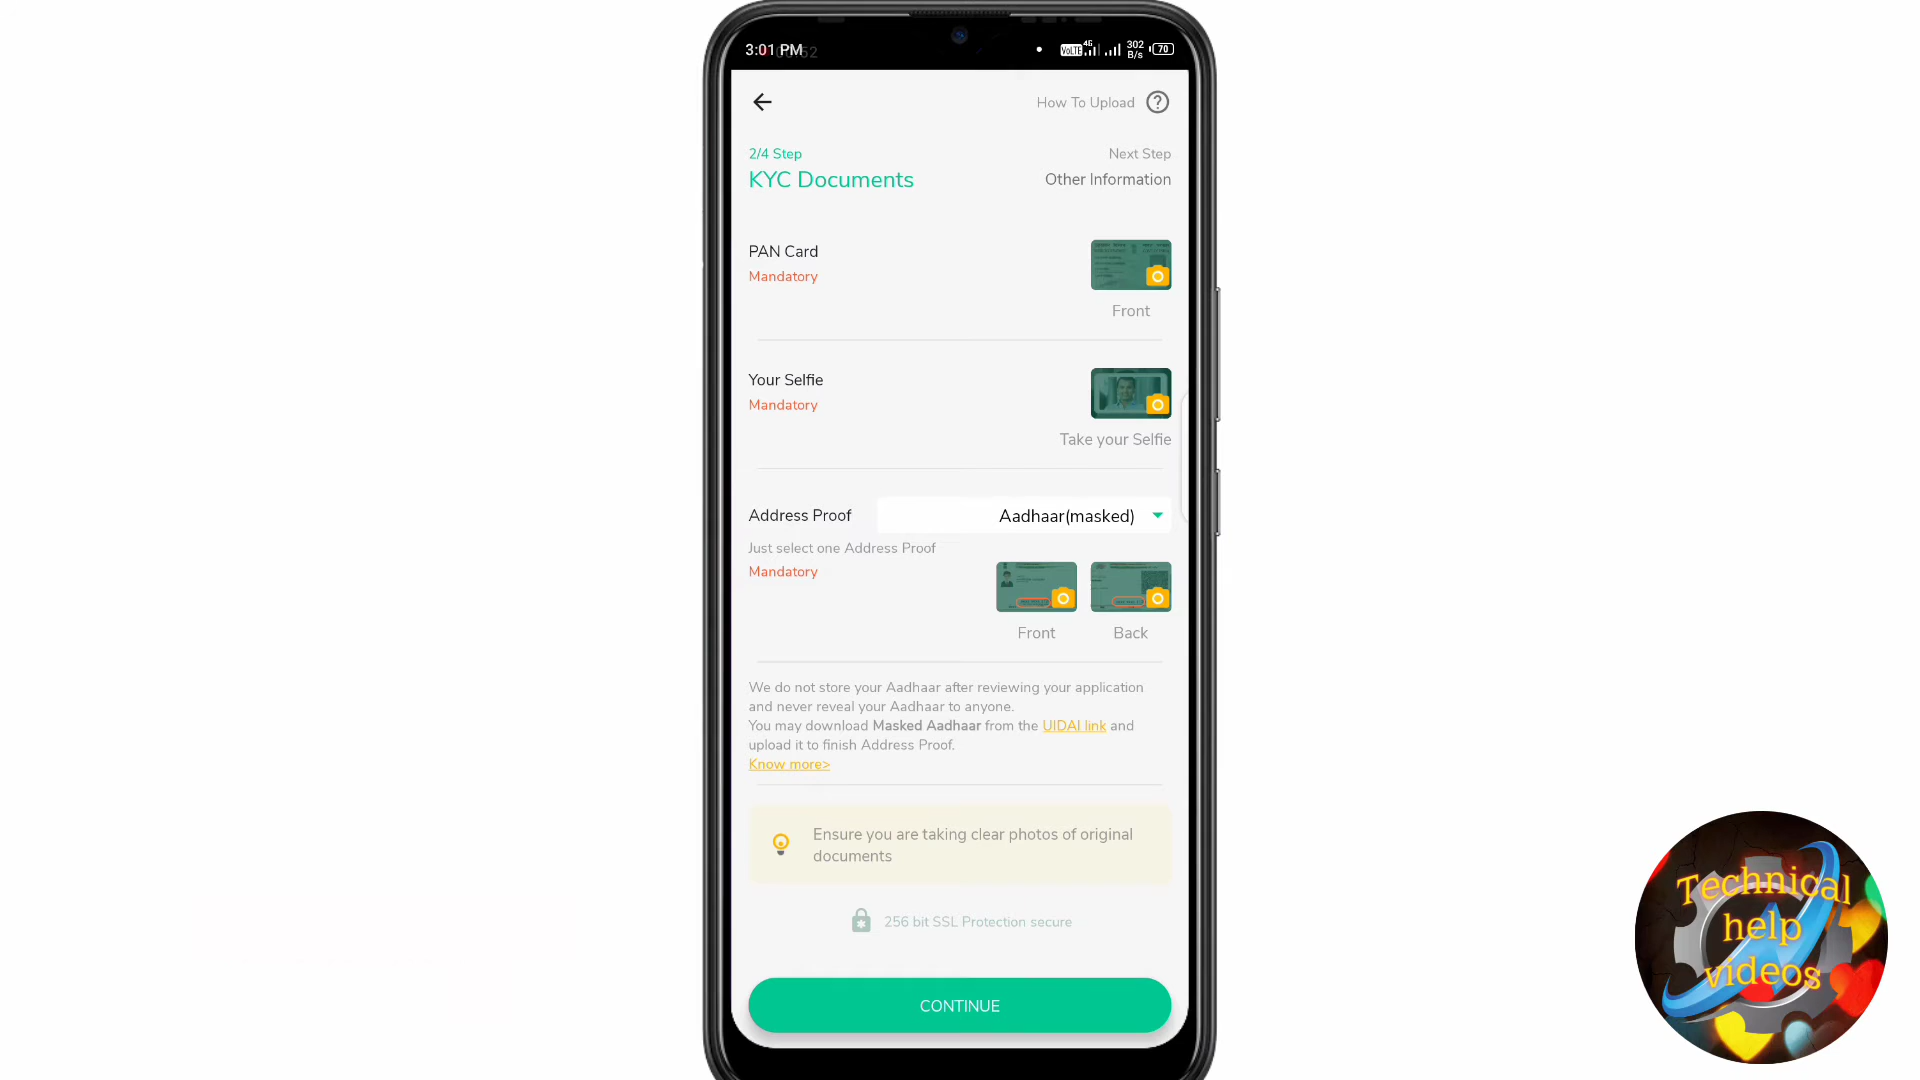 3:01 PM
VoLTE 4G 302 B/s 70
How To Upload
2/4 Step
Next Step
KYC Documents
Other Information
PAN Card
Mandatory
Front
Your Selfie
Mandatory
Take your Selfie
Address Proof
Aadhaar(masked)
Just select one Address Proof
Mandatory
Front
Back
We do not store your Aadhaar after reviewing your application
and never reveal your Aadhaar to anyone.
You may download Masked Aadhaar from the UIDAI link and
upload it to finish Address Proof.
Know more>
Ensure you are taking clear photos of original
documents
256 bit SSL Protection secure
CONTINUE
Technical
help
videos